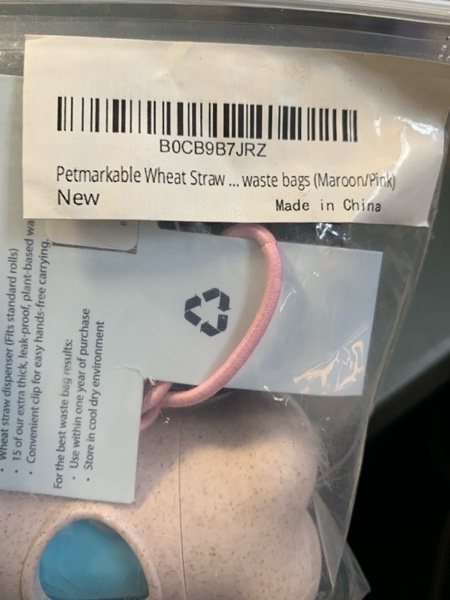 B0CB9B7JRZ
Petmarkable Wheat Straw ... waste bags (Maroon/Pink)
New
Made in China
• Wheat straw dispenser (Fits standard rolls)
• 15 of our extra thick, leak-proof, plant-based
• Convenient clip for easy hands-free carrying.
For the best waste bag results:
• Use within one year of purchase
• Store in cool dry environment